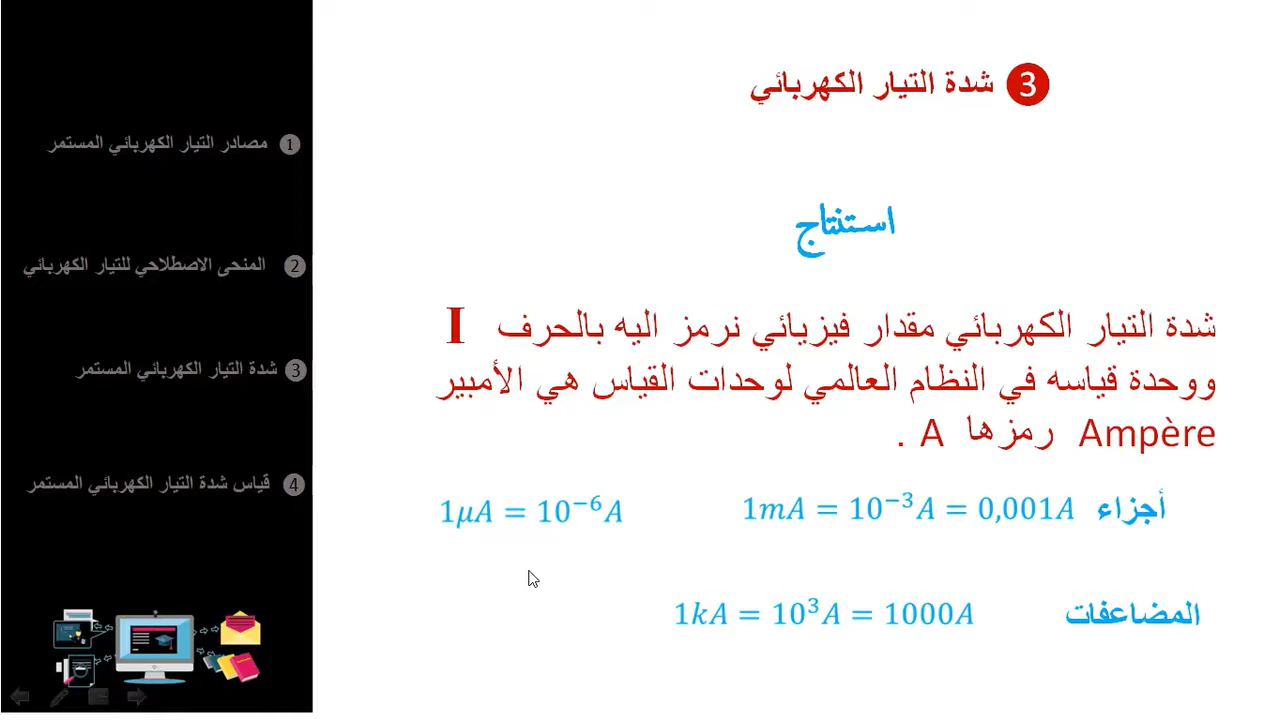 3 شدة التيار الكهربائي
استنتاج
شدة التيار الكهربائي مقدار فيزيائي نرمز اليه بالحرف I
ووحدة قياسه في النظام العالمي لوحدات القياس هي الأمبير
Ampère رمزها A .
أجزاء 1mA = 10⁻³A = 0,001A 1μA = 10⁻⁶A
المضاعفات 1kA = 10³A = 1000A
1 مصادر التيار الكهربائي المستمر
2 المنحى الاصطلاحي للتيار الكهربائي
3 شدة التيار الكهربائي المستمر
4 قياس شدة التيار الكهربائي المستمر